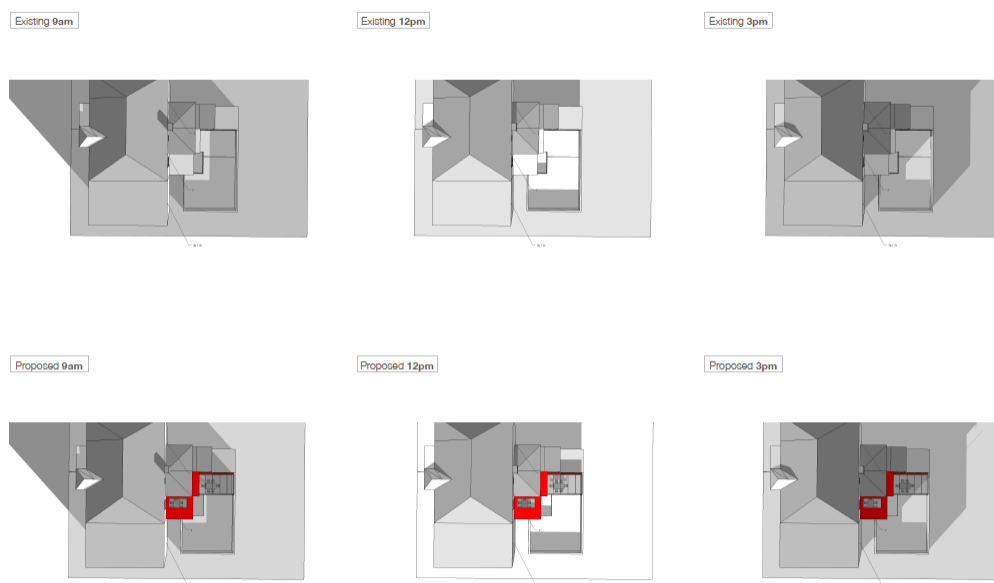 Existing 9am
Existing 12pm
Existing 3pm
Proposed 9am
Proposed 12pm
Proposed 3pm